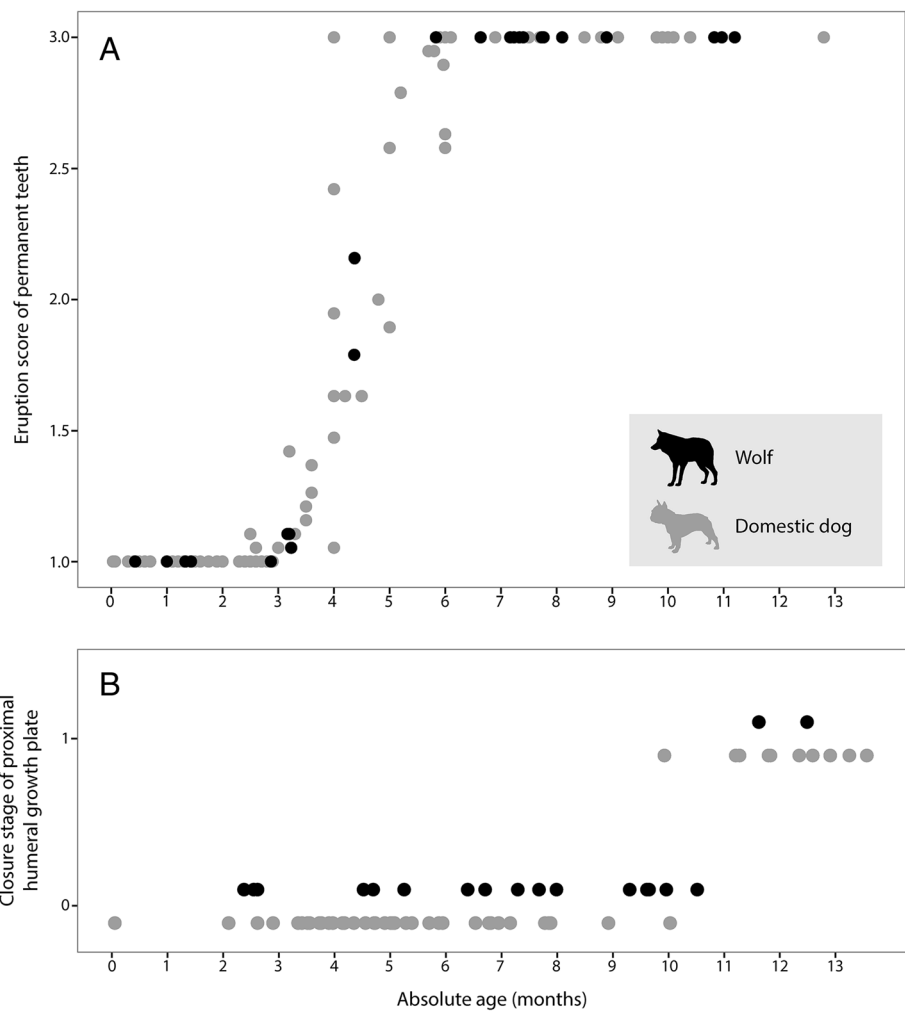 A
Eruption score of permanent teeth
3.0
2.5
2.0
1.5
1.0
Wolf
Domestic dog
0 1 2 3 4 5 6 7 8 9 10 11 12 13
B
Closure stage of proximal
humeral growth plate
1
0
0 1 2 3 4 5 6 7 8 9 10 11 12 13
Absolute age (months)